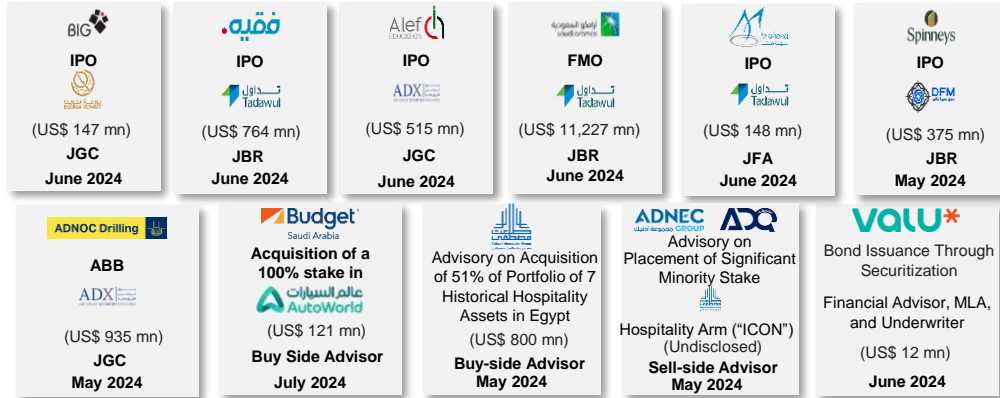 BIG
IPO
بورصة الكويت
BOURSA KUWAIT
(US$ 147 mn)
JGC
June 2024
فقيه
IPO
تداول
Tadawul
(US$ 764 mn)
JBR
June 2024
Alef
EDUCATION
IPO
ADX
(US$ 515 mn)
JGC
June 2024
أرامكو السعودية
saudi aramco
FMO
تداول
Tadawul
(US$ 11,227 mn)
JBR
June 2024
IPO
تداول
Tadawul
(US$ 148 mn)
JFA
June 2024
Spinneys
IPO
DFM
(US$ 375 mn)
JBR
May 2024
ADNOC Drilling
ABB
ADX
(US$ 935 mn)
JGC
May 2024
Budget
Saudi Arabia
Acquisition of a
100% stake in
عالم السيارات
AutoWorld
(US$ 121 mn)
Buy Side Advisor
July 2024
Advisory on Acquisition
of 51% of Portfolio of 7
Historical Hospitality
Assets in Egypt
(US$ 800 mn)
Buy-side Advisor
May 2024
ADNEC
GROUP مجموعة أدنيك
ADQ
Advisory on
Placement of Significant
Minority Stake
Hospitality Arm (“ICON”)
(Undisclosed)
Sell-side Advisor
May 2024
valu*
Bond Issuance Through
Securitization
Financial Advisor, MLA,
and Underwriter
(US$ 12 mn)
June 2024